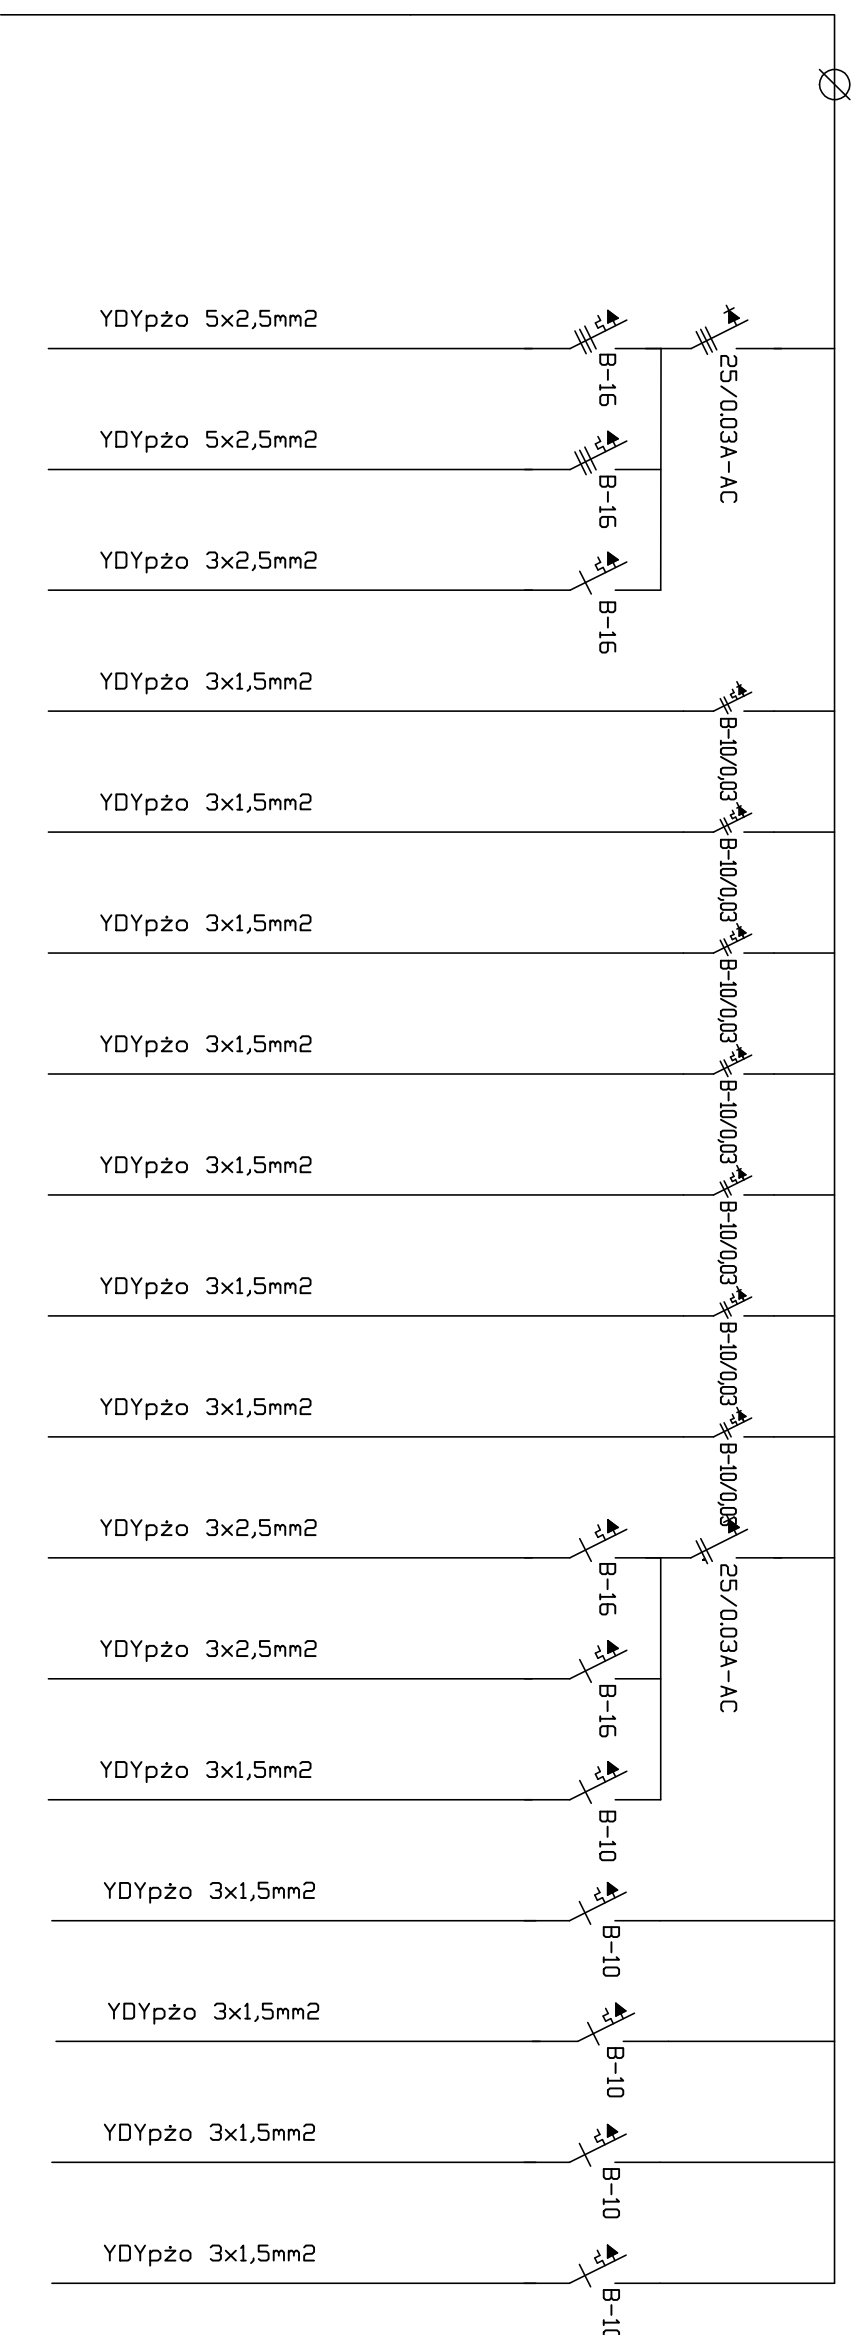 YDYpżo 5x2,5mm2
B-16
25/0.03A-AC
YDYpżo 5x2,5mm2
B-16
YDYpżo 3x2,5mm2
B-16
YDYpżo 3x1,5mm2
B-10/0,03
YDYpżo 3x1,5mm2
B-10/0,03
YDYpżo 3x1,5mm2
B-10/0,03
YDYpżo 3x1,5mm2
B-10/0,03
YDYpżo 3x1,5mm2
B-10/0,03
YDYpżo 3x1,5mm2
B-10/0,03
YDYpżo 3x1,5mm2
B-10/0,03
YDYpżo 3x2,5mm2
B-16
25/0.03A-AC
YDYpżo 3x2,5mm2
B-16
YDYpżo 3x1,5mm2
B-10
YDYpżo 3x1,5mm2
B-10
YDYpżo 3x1,5mm2
B-10
YDYpżo 3x1,5mm2
B-10
YDYpżo 3x1,5mm2
B-10